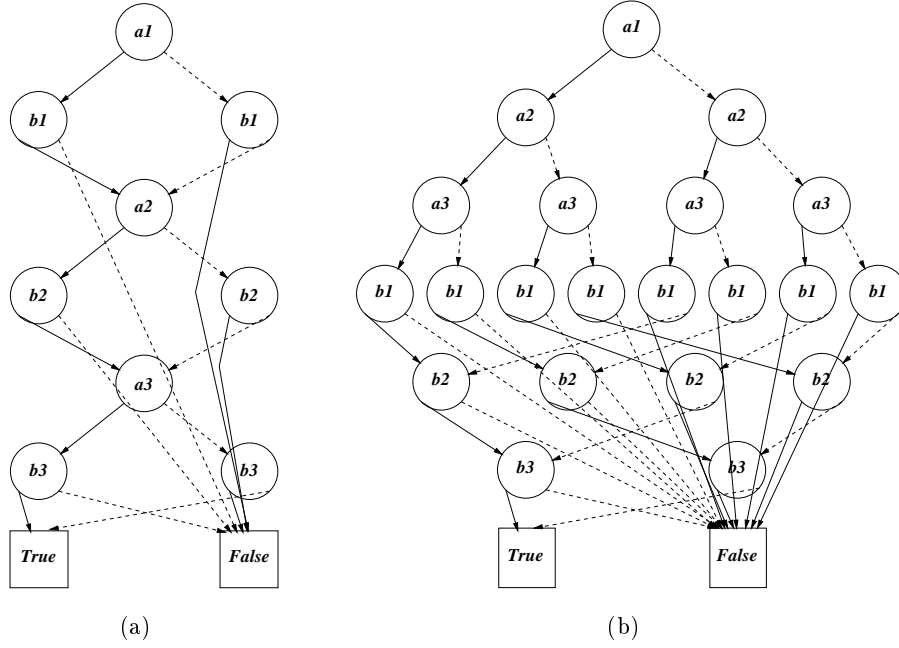 a1
b1 b1
a2
b2 b2
a3
b3 b3
True False
(a)
a1
a2 a2
a3 a3 a3 a3
b1 b1 b1 b1 b1 b1 b1 b1
b2 b2 b2 b2
b3 b3
True False
(b)